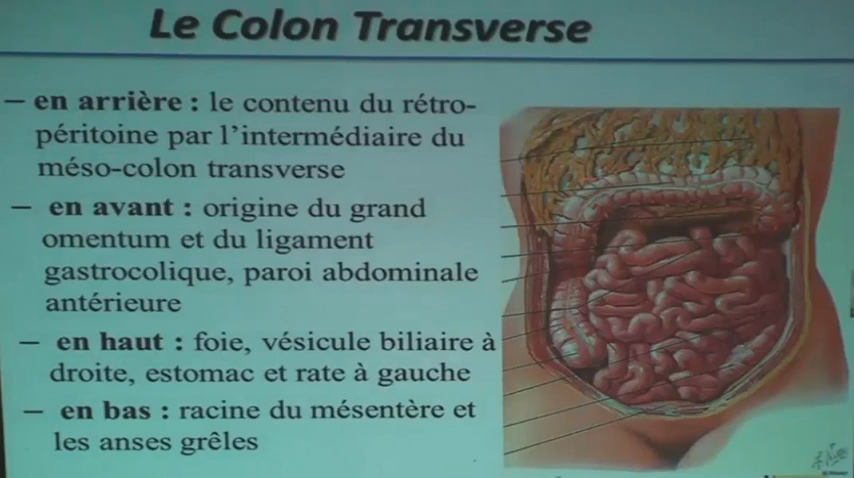 Le Colon Transverse
– en arrière : le contenu du rétro-
péritoine par l'intermédiaire du
méso-colon transverse
– en avant : origine du grand
omentum et du ligament
gastrocolique, paroi abdominale
antérieure
– en haut : foie, vésicule biliaire à
droite, estomac et rate à gauche
– en bas : racine du mésentère et
les anses grêles